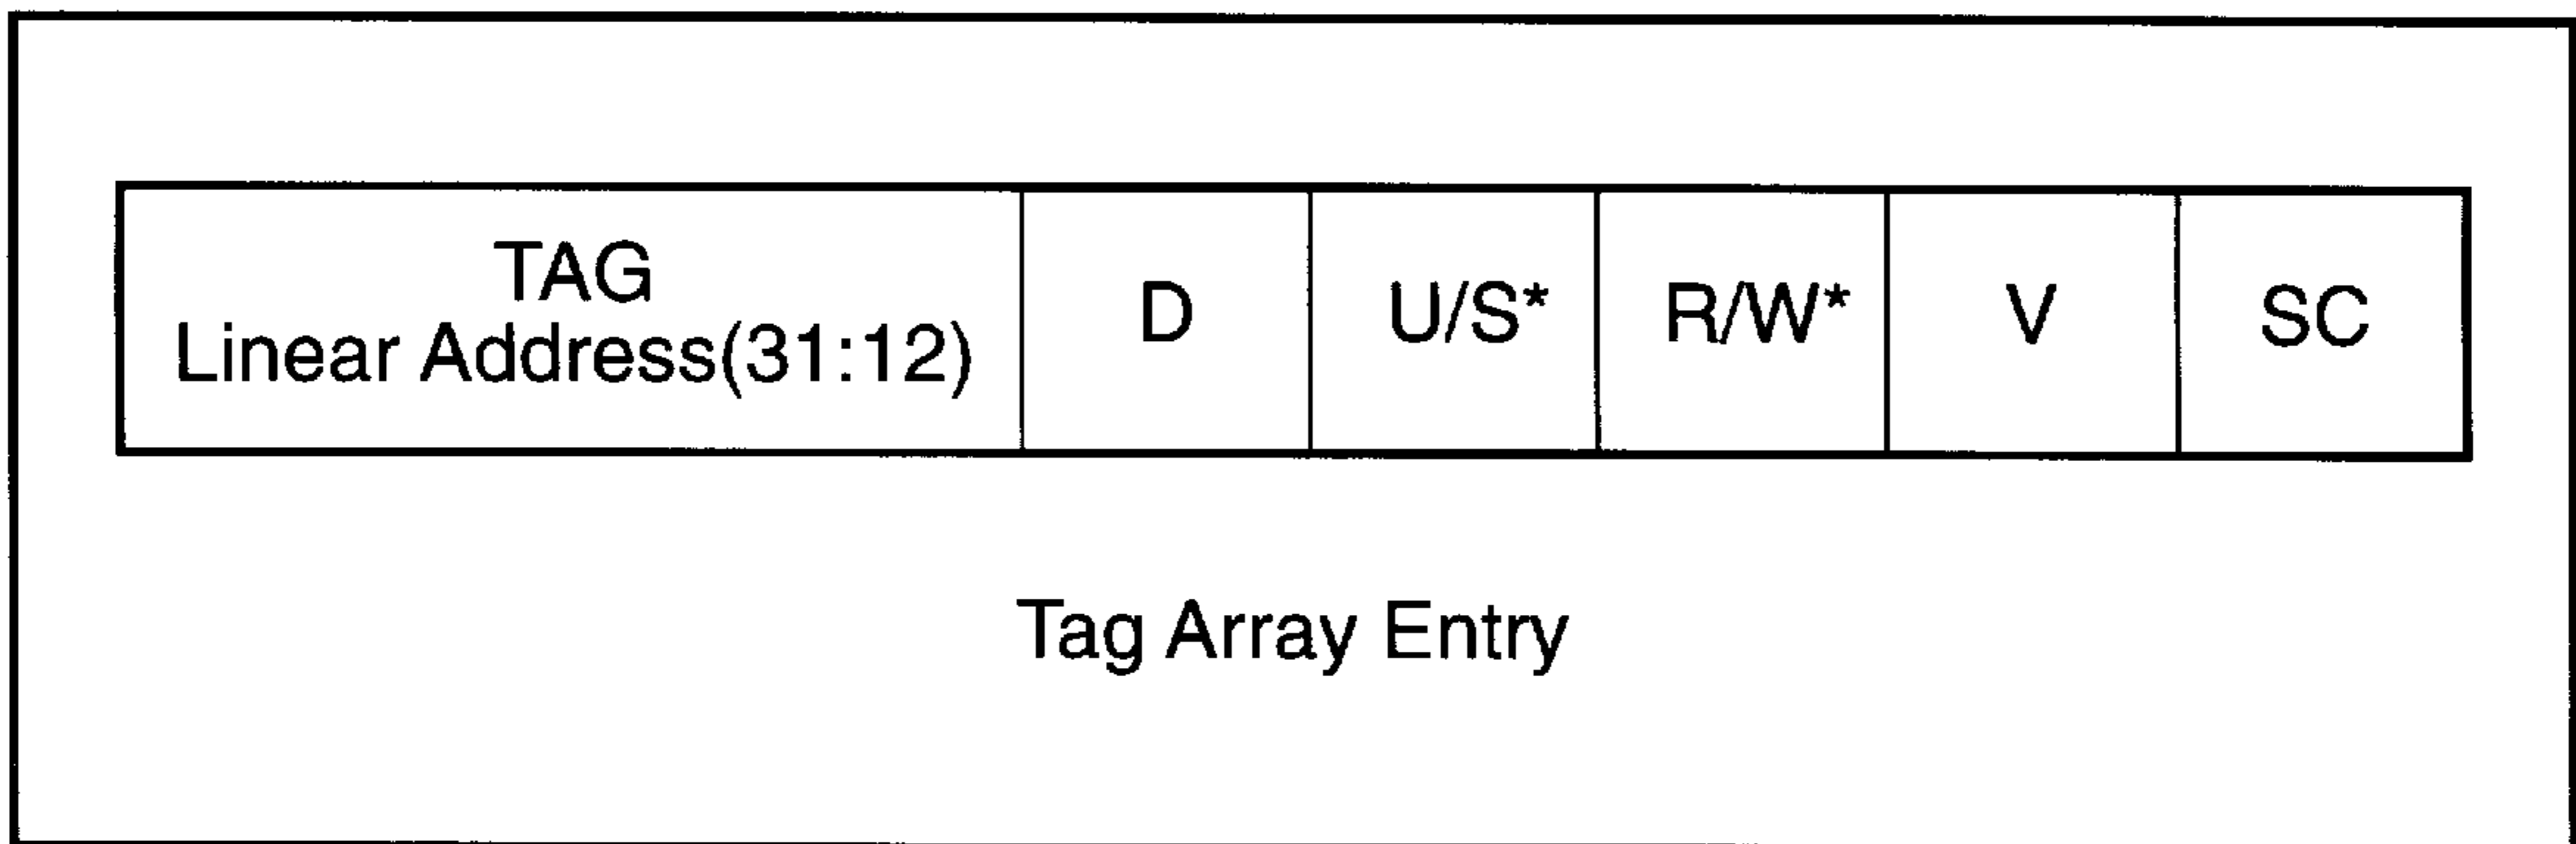 TAG
Linear Address(31:12)
D
U/S*
R/W*
V
SC
Tag Array Entry